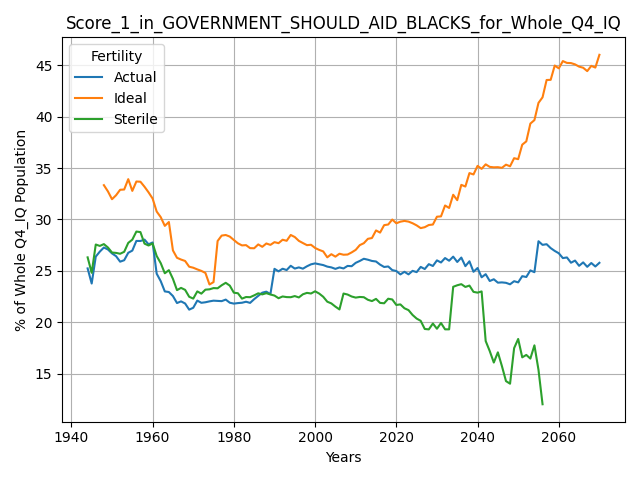 Score_1_in_GOVERNMENT_SHOULD_AID_BLACKS_for_Whole_Q4_IQ
Fertility
Actual
Ideal
Sterile
% of Whole Q4_IQ Population
45
40
35
30
25
20
15
1940
1960
1980
2000
2020
2040
2060
Years